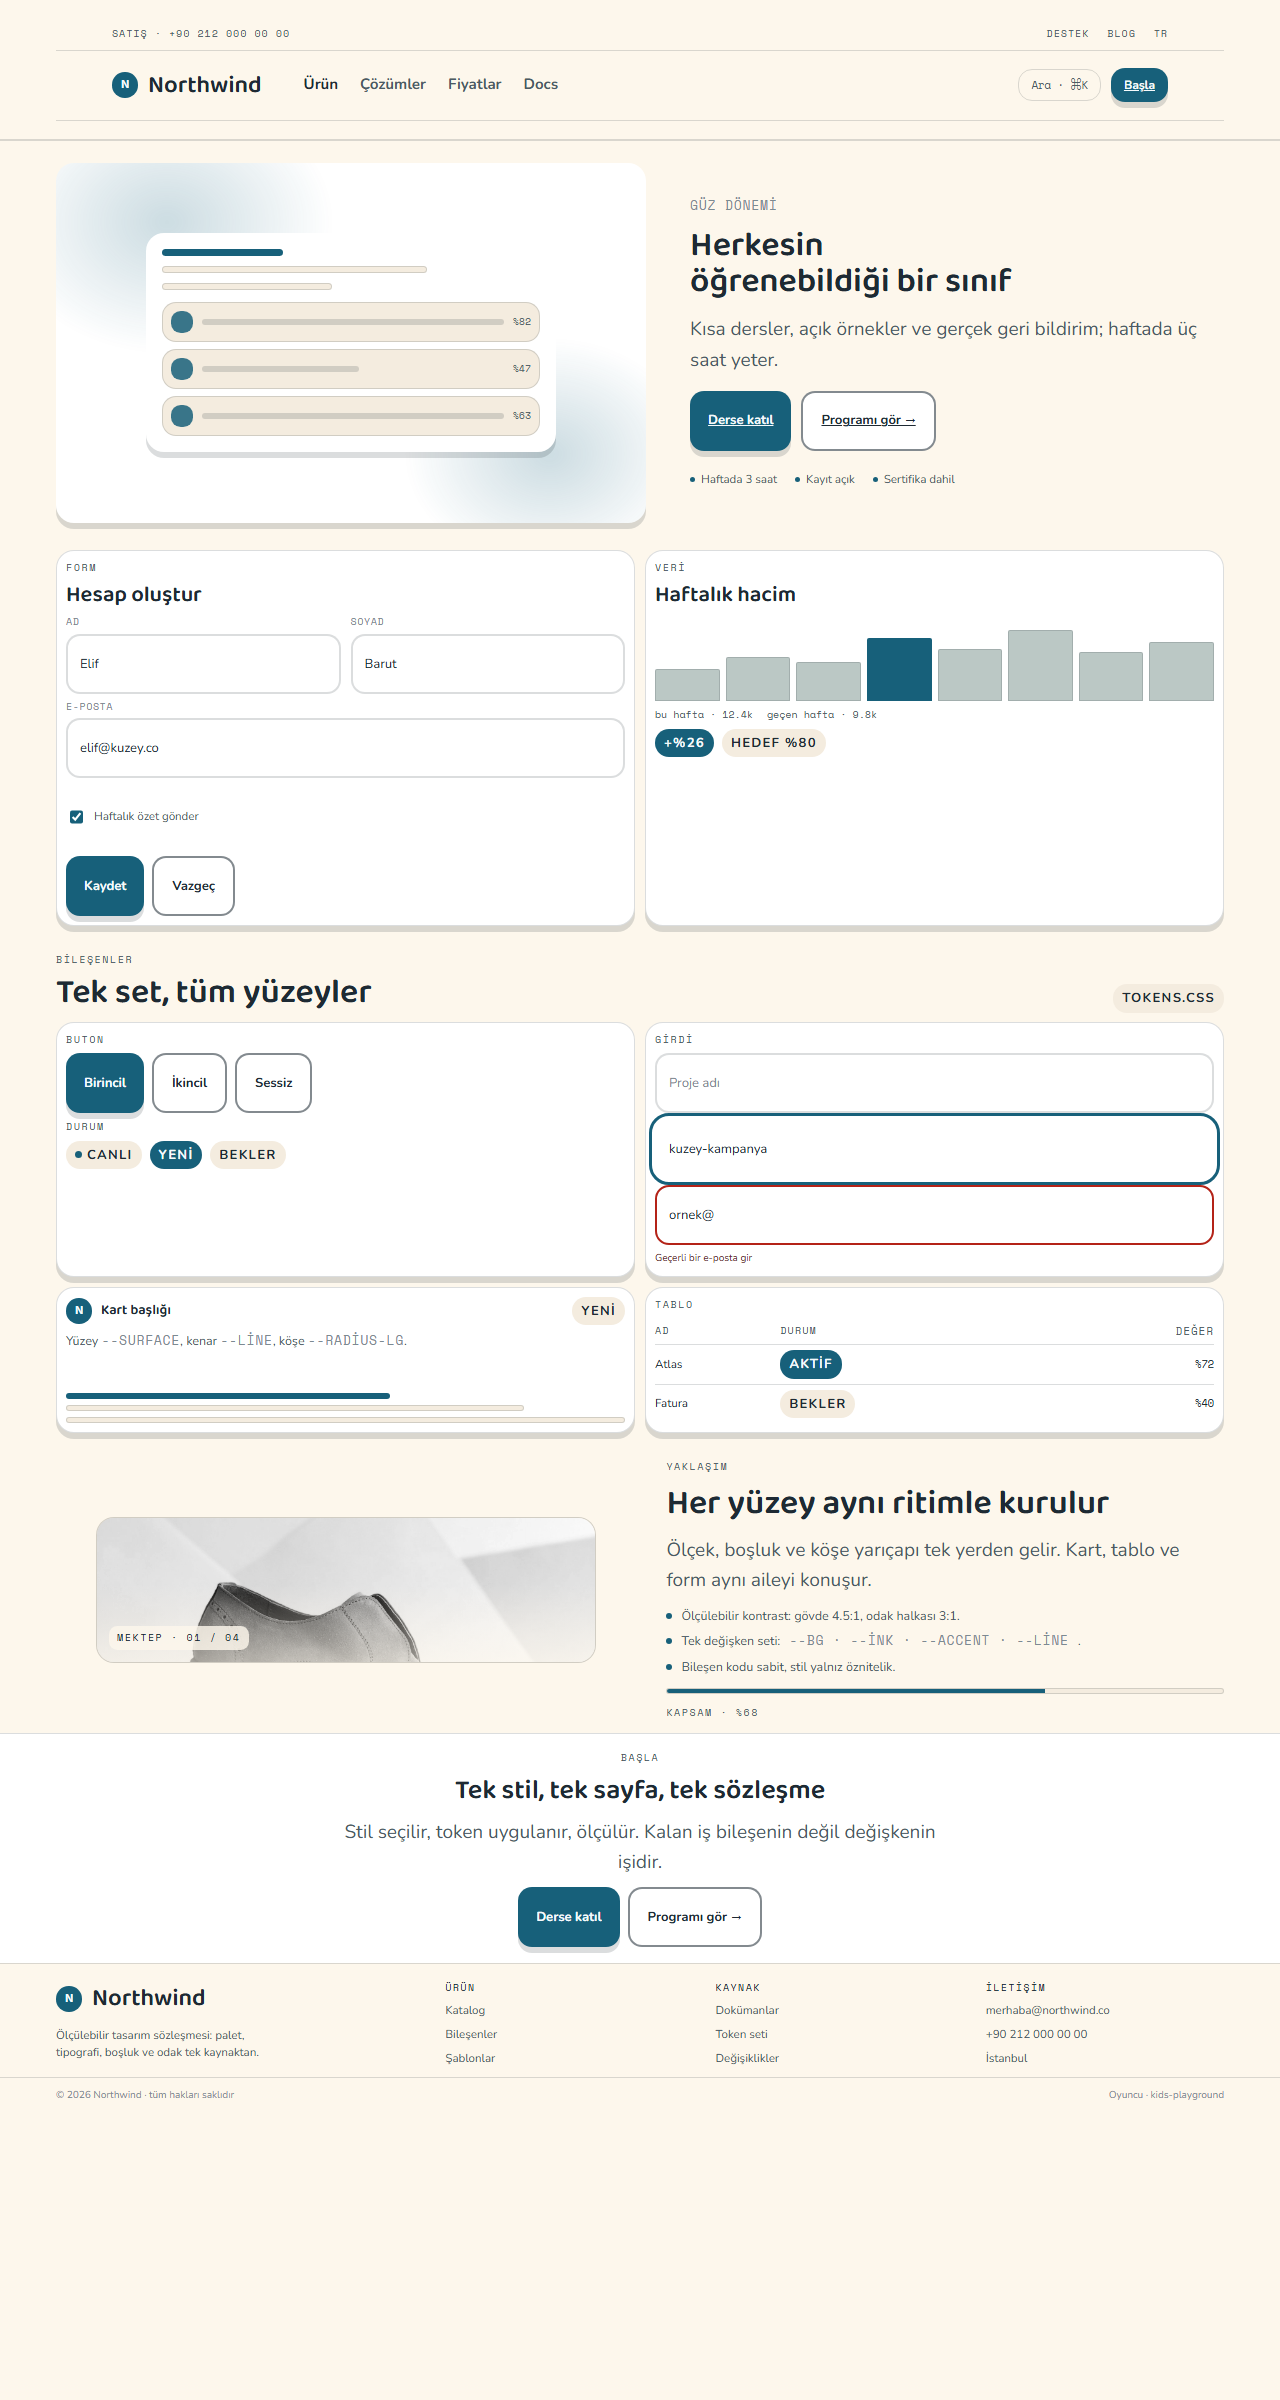 SATIŞ · +90 212 000 00 00
DESTEK BLOG TR
N Northwind Ürün Çözümler Fiyatlar Docs Ara · ⌘K Başla
GÜZ DÖNEMİ
Herkesin
öğrenebildiği bir sınıf
Kısa dersler, açık örnekler ve gerçek geri bildirim; haftada üç
saat yeter.
Derse katıl Programı gör →
Haftada 3 saat Kayıt açık Sertifika dahil
%82
%47
%63
FORM
Hesap oluştur
AD SOYAD
Elif Barut
E-POSTA
elif@kuzey.co
Haftalık özet gönder
Kaydet Vazgeç
VERİ
Haftalık hacim
bu hafta · 12.4k geçen hafta · 9.8k
+%26 HEDEF %80
BİLEŞENLER
Tek set, tüm yüzeyler
TOKENS.CSS
BUTON
Birincil İkincil Sessiz
DURUM
CANLI YENİ BEKLER
GİRDİ
Proje adı
kuzey-kampanya
ornek@
Geçerli bir e-posta gir
N Kart başlığı YENİ
Yüzey --SURFACE, kenar --LİNE, köşe --RADİUS-LG.
TABLO
AD DURUM DEĞER
Atlas AKTİF %72
Fatura BEKLER %40
MEKTEP · 01 / 04
YAKLAŞIM
Her yüzey aynı ritimle kurulur
Ölçek, boşluk ve köşe yarıçapı tek yerden gelir. Kart, tablo ve
form aynı aileyi konuşur.
Ölçülebilir kontrast: gövde 4.5:1, odak halkası 3:1.
Tek değişken seti: --BG · --İNK · --ACCENT · --LİNE .
Bileşen kodu sabit, stil yalnız öznitelik.
KAPSAM · %68
BAŞLA
Tek stil, tek sayfa, tek sözleşme
Stil seçilir, token uygulanır, ölçülür. Kalan iş bileşenin değil değişkenin
işidir.
Derse katıl Programı gör →
N Northwind
Ölçülebilir tasarım sözleşmesi: palet,
tipografi, boşluk ve odak tek kaynaktan.
ÜRÜN
Katalog
Bileşenler
Şablonlar
KAYNAK
Dokümanlar
Token seti
Değişiklikler
İLETİŞİM
merhaba@northwind.co
+90 212 000 00 00
İstanbul
© 2026 Northwind · tüm hakları saklıdır
Oyuncu · kids-playground